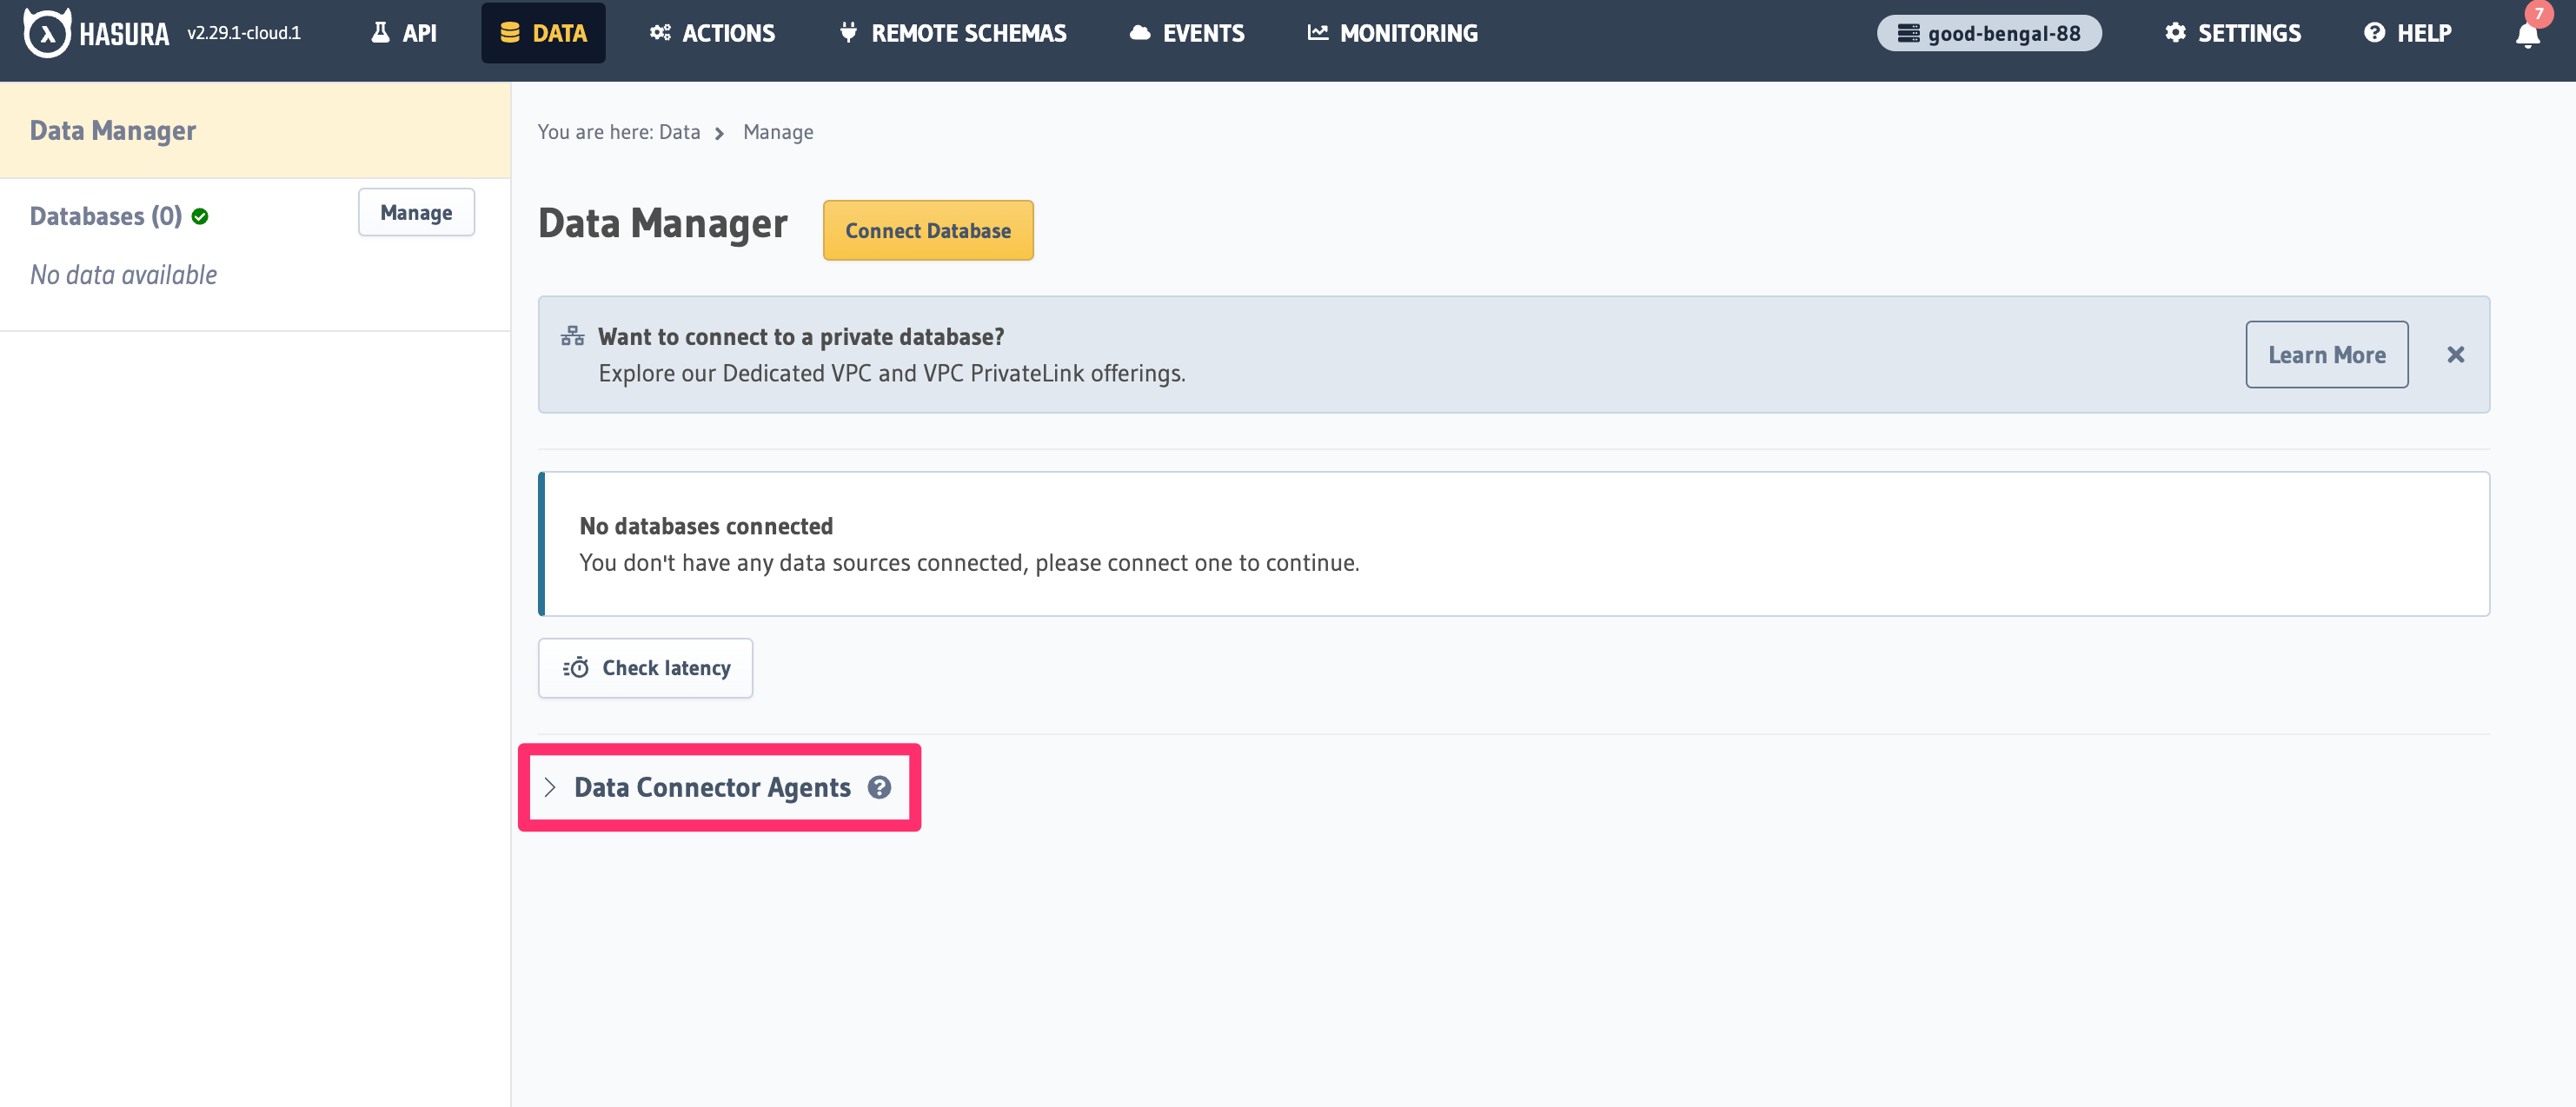 HASURA v2.29.1-cloud.1 API DATA ACTIONS REMOTE SCHEMAS EVENTS MONITORING good-bengal-88 SETTINGS HELP 7
Data Manager
Databases (0) Manage
No data available
You are here: Data > Manage
Data Manager Connect Database
Want to connect to a private database?
Explore our Dedicated VPC and VPC PrivateLink offerings.
Learn More
No databases connected
You don't have any data sources connected, please connect one to continue.
Check latency
Data Connector Agents